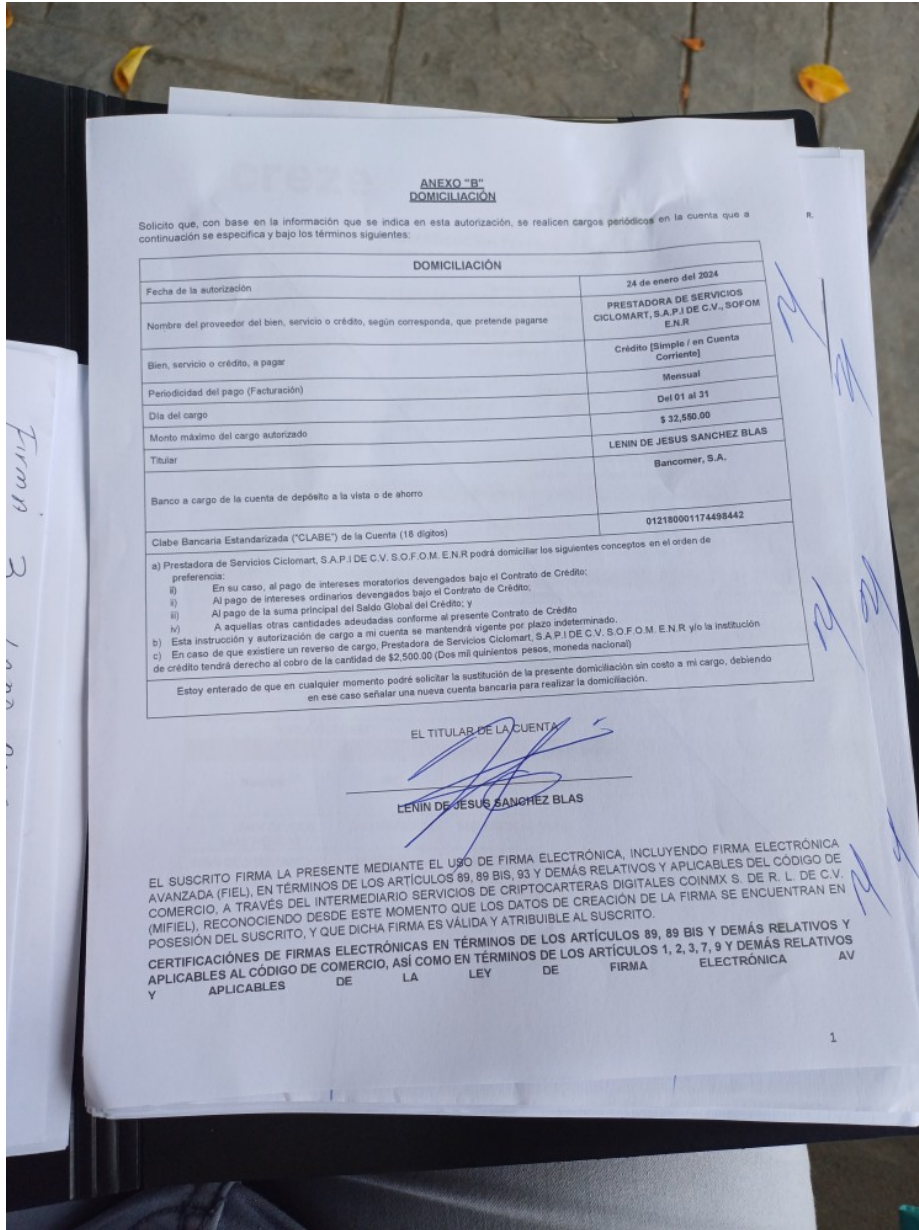 creze
ANEXO "B"
DOMICILIACIÓN
Solicito que, con base en la información que se indica en esta autorización, se realicen cargos periódicos en la cuenta que a
continuación se especifica y bajo los términos siguientes:
R.
DOMICILIACIÓN
Fecha de la autorización
24 de enero del 2024
Nombre del proveedor del bien, servicio o crédito, según corresponda, que pretende pagarse
PRESTADORA DE SERVICIOS
CICLOMART, S.A.P.I DE C.V., SOFOM
E.N.R
Bien, servicio o crédito, a pagar
Crédito [Simple / en Cuenta
Corriente]
Periodicidad del pago (Facturación)
Mensual
Día del cargo
Del 01 al 31
Monto máximo del cargo autorizado
$ 32,550.00
Titular
LENIN DE JESUS SANCHEZ BLAS
Banco a cargo de la cuenta de depósito a la vista o de ahorro
Bancomer, S.A.
Clabe Bancaria Estandarizada ("CLABE") de la Cuenta (18 dígitos)
012180001174498442
a) Prestadora de Servicios Ciclomart, S.A.P.I DE C.V. S.O.F.O.M. E.N.R podrá domiciliar los siguientes conceptos en el orden de
preferencia:
ii) En su caso, al pago de intereses moratorios devengados bajo el Contrato de Crédito;
ii) Al pago de intereses ordinarios devengados bajo el Contrato de Crédito;
iii) Al pago de la suma principal del Saldo Global del Crédito; y
iv) A aquellas otras cantidades adeudadas conforme al presente Contrato de Crédito
b) Esta instrucción y autorización de cargo a mi cuenta se mantendrá vigente por plazo indeterminado.
c) En caso de que existiere un reverso de cargo, Prestadora de Servicios Ciclomart, S.A.P.I DE C.V. S.O.F.O.M. E.N.R y/o la institución
de crédito tendrá derecho al cobro de la cantidad de $2,500.00 (Dos mil quinientos pesos, moneda nacional)
Estoy enterado de que en cualquier momento podré solicitar la sustitución de la presente domiciliación sin costo a mi cargo, debiendo
en ese caso señalar una nueva cuenta bancaria para realizar la domiciliación.
EL TITULAR DE LA CUENTA
LENIN DE JESUS SANCHEZ BLAS
EL SUSCRITO FIRMA LA PRESENTE MEDIANTE EL USO DE FIRMA ELECTRÓNICA, INCLUYENDO FIRMA ELECTRÓNICA
AVANZADA (FIEL), EN TÉRMINOS DE LOS ARTÍCULOS 89, 89 BIS, 93 Y DEMÁS RELATIVOS Y APLICABLES DEL CÓDIGO DE
COMERCIO, A TRAVÉS DEL INTERMEDIARIO SERVICIOS DE CRIPTOCARTERAS DIGITALES COINMX S. DE R. L. DE C.V.
(MIFIEL), RECONOCIENDO DESDE ESTE MOMENTO QUE LOS DATOS DE CREACIÓN DE LA FIRMA SE ENCUENTRAN EN
POSESIÓN DEL SUSCRITO, Y QUE DICHA FIRMA ES VÁLIDA Y ATRIBUIBLE AL SUSCRITO.
CERTIFICACIÓNES DE FIRMAS ELECTRÓNICAS EN TÉRMINOS DE LOS ARTÍCULOS 89, 89 BIS Y DEMÁS RELATIVOS Y
APLICABLES AL CÓDIGO DE COMERCIO, ASÍ COMO EN TÉRMINOS DE LOS ARTÍCULOS 1, 2, 3, 7, 9 Y DEMÁS RELATIVOS
Y APLICABLES DE LA LEY DE FIRMA ELECTRÓNICA AV
1